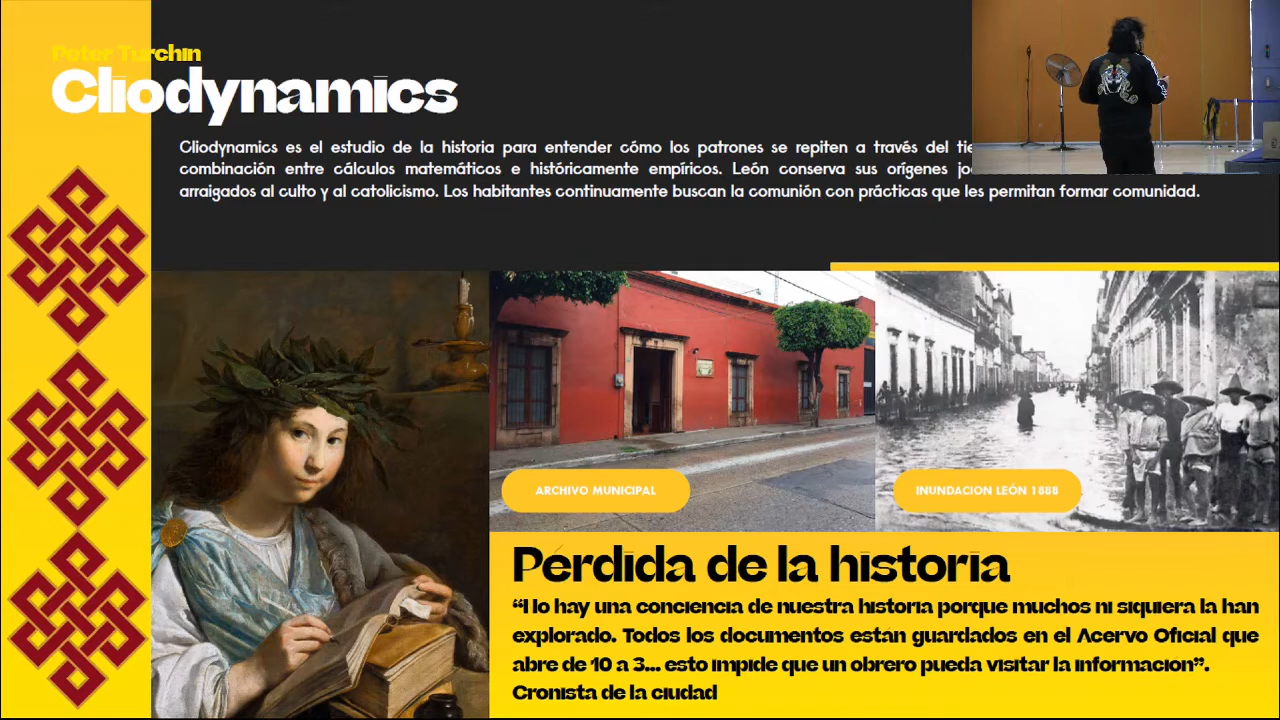 Peter Turchin
Cliodynamics
Cliodynamics es el estudio de la historia para entender cómo los patrones se repiten a través del
combinación entre cálculos matemáticos e históricamente empíricos. León conserva sus orígenes
arraigados al culto y al catolicismo. Los habitantes continuamente buscan la comunión con prácticas que les permitan formar comunidad.
ARCHIVO MUNICIPAL
INUNDACION LEÓN 1888
Pérdida de la historia
“No hay una conciencia de nuestra historia porque muchos ni siquiera la han
explorado. Todos los documentos están guardados en el Acervo Oficial que
abre de 10 a 3... esto impide que un obrero pueda visitar la información”.
Cronista de la ciudad